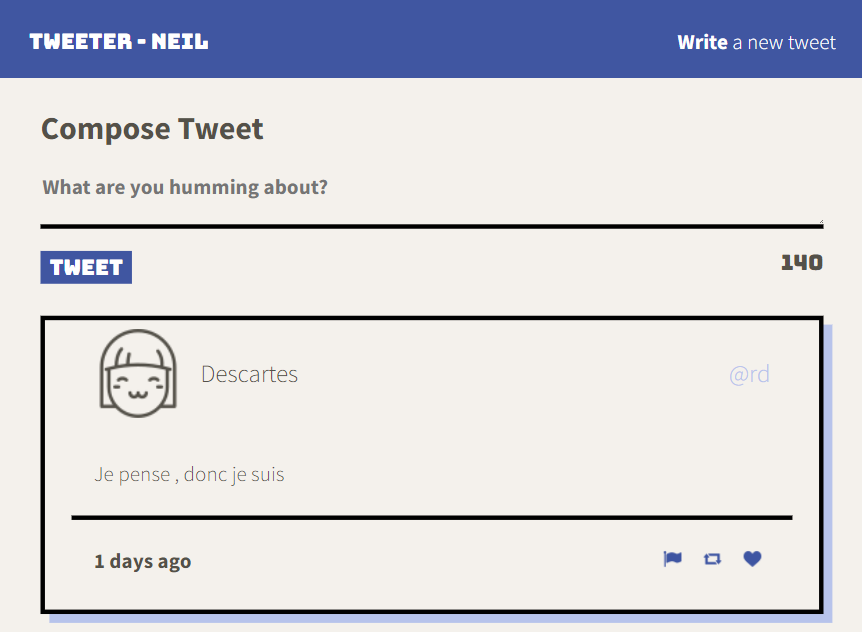 TWEETER - NEIL
Write a new tweet
Compose Tweet
What are you humming about?
TWEET
140
Descartes
@rd
Je pense , donc je suis
1 days ago